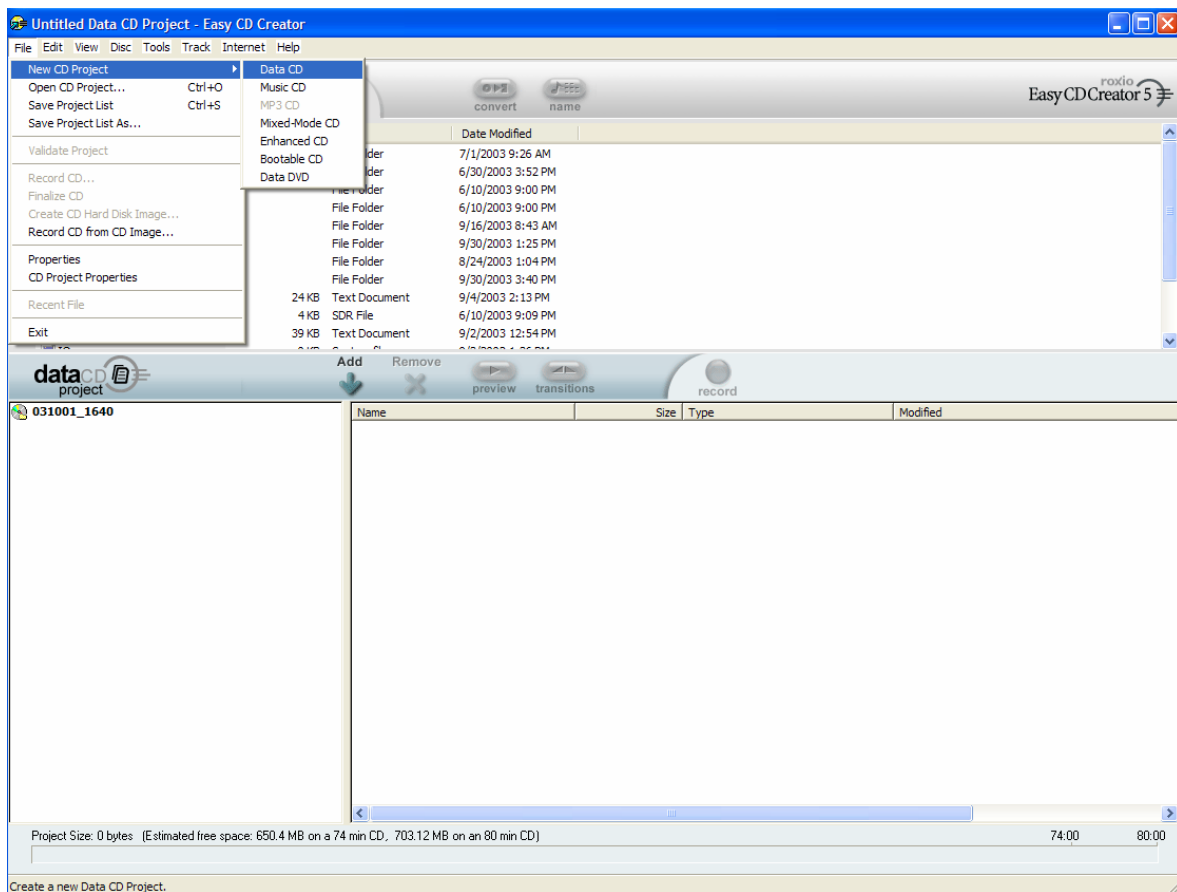 Untitled Data CD Project - Easy CD Creator
File Edit View Disc Tools Track Internet Help
New CD Project
Open CD Project... Ctrl+O
Save Project List Ctrl+S
Save Project List As...
Validate Project
Record CD...
Finalize CD
Create CD Hard Disk Image...
Record CD from CD Image...
Properties
CD Project Properties
Recent File
Exit
Data CD
Music CD
MP3 CD
Mixed-Mode CD
Enhanced CD
Bootable CD
Data DVD
convert name
roxio
Easy CD Creator 5
Date Modified
7/1/2003 9:26 AM
6/30/2003 3:52 PM
6/10/2003 9:00 PM
File Folder 6/10/2003 9:00 PM
File Folder 9/16/2003 8:43 AM
File Folder 9/30/2003 1:25 PM
File Folder 8/24/2003 1:04 PM
File Folder 9/30/2003 3:40 PM
24 KB Text Document 9/4/2003 2:13 PM
4 KB SDR File 6/10/2003 9:09 PM
39 KB Text Document 9/2/2003 12:54 PM
dataCD project
Add Remove
preview transitions record
031001_1640
Name Size Type Modified
Project Size: 0 bytes (Estimated free space: 650.4 MB on a 74 min CD, 703.12 MB on an 80 min CD)
74:00 80:00
Create a new Data CD Project.